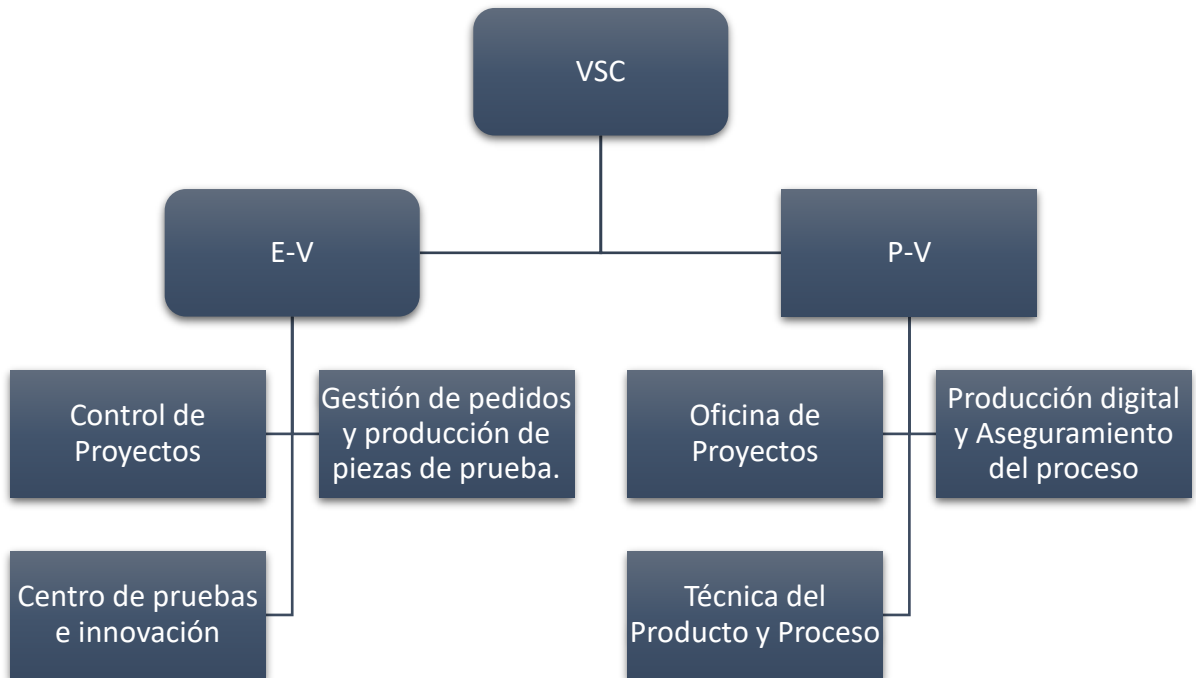 VSC
E-V
P-V
Control de
Proyectos
Gestión de pedidos
y producción de
piezas de prueba.
Oficina de
Proyectos
Producción digital
y Aseguramiento
del proceso
Centro de pruebas
e innovación
Técnica del
Producto y Proceso